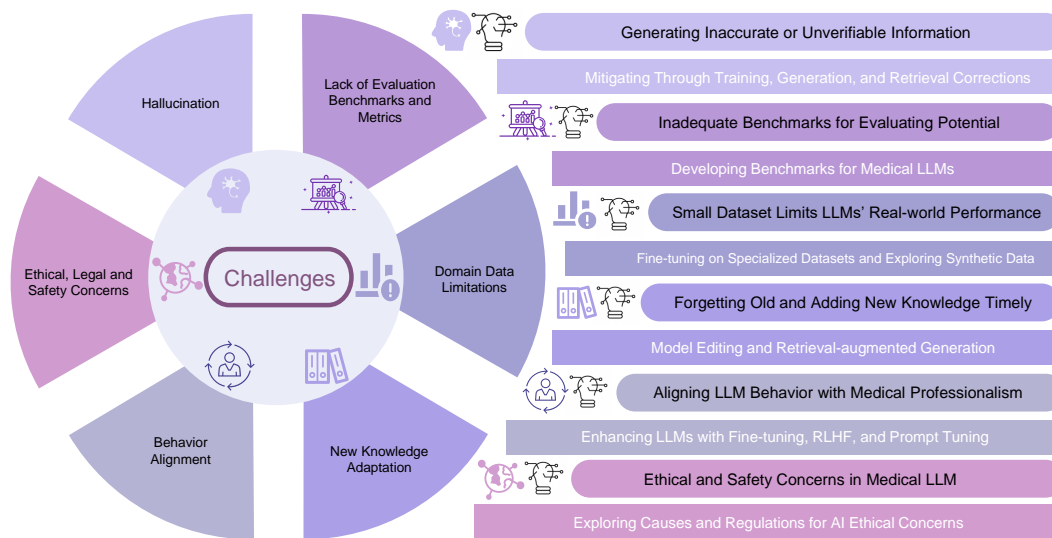 Hallucination
Lack of Evaluation
Benchmarks and
Metrics
Ethical, Legal and
Safety Concerns
Challenges
Domain Data
Limitations
Behavior
Alignment
New Knowledge
Adaptation
Generating Inaccurate or Unverifiable Information
Mitigating Through Training, Generation, and Retrieval Corrections
Inadequate Benchmarks for Evaluating Potential
Developing Benchmarks for Medical LLMs
Small Dataset Limits LLMs’ Real-world Performance
Fine-tuning on Specialized Datasets and Exploring Synthetic Data
Forgetting Old and Adding New Knowledge Timely
Model Editing and Retrieval-augmented Generation
Aligning LLM Behavior with Medical Professionalism
Enhancing LLMs with Fine-tuning, RLHF, and Prompt Tuning
Ethical and Safety Concerns in Medical LLM
Exploring Causes and Regulations for AI Ethical Concerns